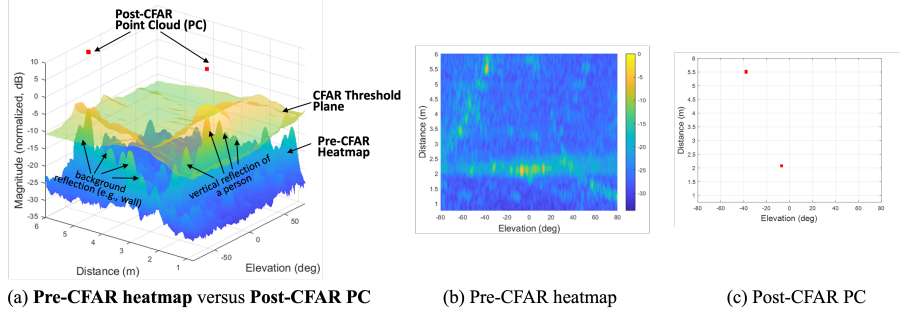 Post-CFAR
Point Cloud (PC)
CFAR Threshold
Plane
Pre-CFAR
Heatmap
background
reflection (e.g., wall)
vertical reflection of
a person
Magnitude (normalized, dB)
10
5
0
-5
-10
-15
-20
-25
-30
-35
6
5
4
3
2
1
Distance (m)
-50
0
50
Elevation (deg)
(a) Pre-CFAR heatmap versus Post-CFAR PC
Distance (m)
6
5.5
5
4.5
4
3.5
3
2.5
2
1.5
1
-80 -60 -40 -20 0 20 40 60 80
Elevation (deg)
0
-5
-10
-15
-20
-25
-30
(b) Pre-CFAR heatmap
Distance (m)
6
5.5
5
4.5
4
3.5
3
2.5
2
1.5
1
-80 -60 -40 -20 0 20 40 60 80
Elevation (deg)
(c) Post-CFAR PC